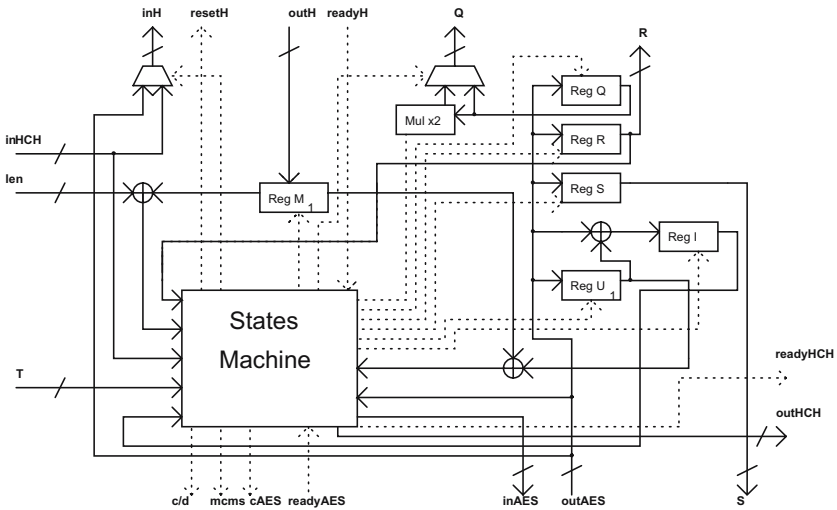 inH resetH outH readyH Q R
Reg Q
Mul x2
Reg R
inHCH
len
Reg M 1
Reg S
Reg I
Reg U 1
States
Machine
readyHCH
T
outHCH
c/d mcms cAES readyAES inAES outAES S